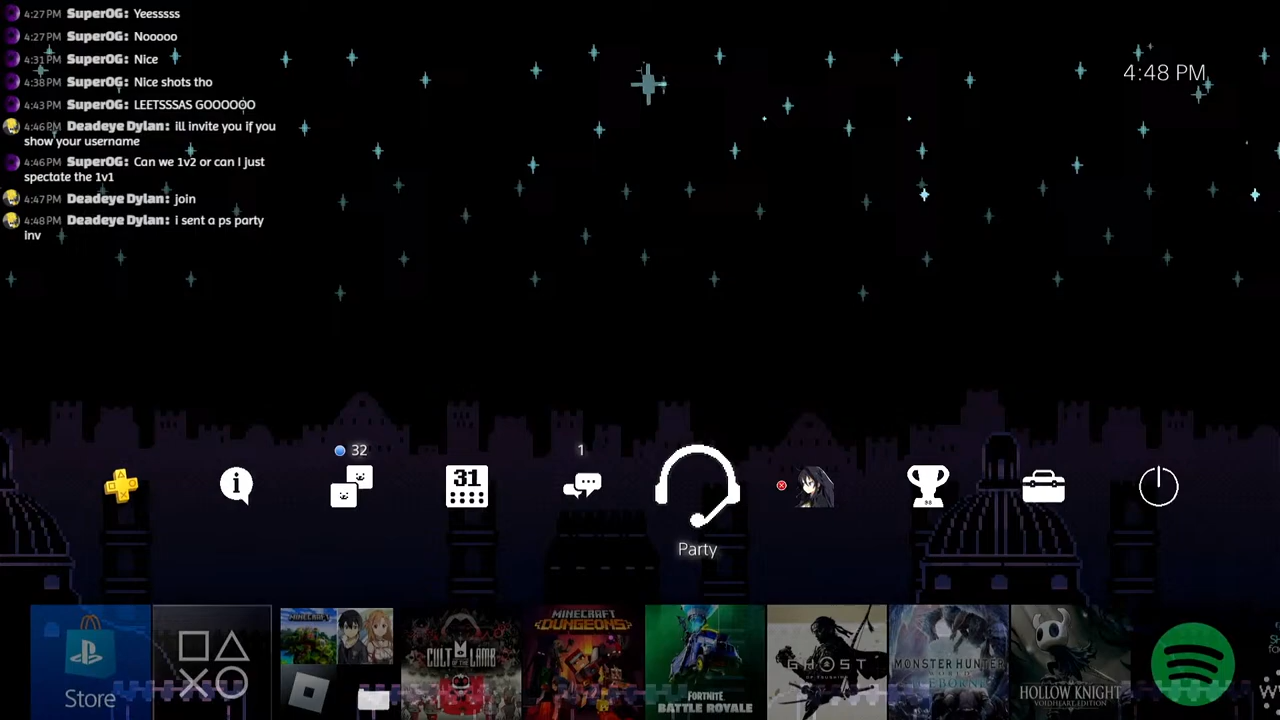 4:27 PM SuperOG: Yeesssss
4:27 PM SuperOG: Nooooo
4:31 PM SuperOG: Nice
4:38 PM SuperOG: Nice shots tho
4:43 PM SuperOG: LEETSSSAS GOOOOOO
4:46 PM Deadeye Dylan: ill invite you if you
show your username
4:46 PM SuperOG: Can we 1v2 or can I just
spectate the 1v1
4:47 PM Deadeye Dylan: join
4:48 PM Deadeye Dylan: i sent a ps party
inv
4:48 PM
32
1
31
98
Party
Store
MINECRAFT
CULT OF THE LAMB
MINECRAFT
DUNGEONS
FORTNITE
BATTLE ROYALE
GHOST
OF TSUSHIMA
MONSTER HUNTER
HOLLOW KNIGHT
VOIDHEART EDITION